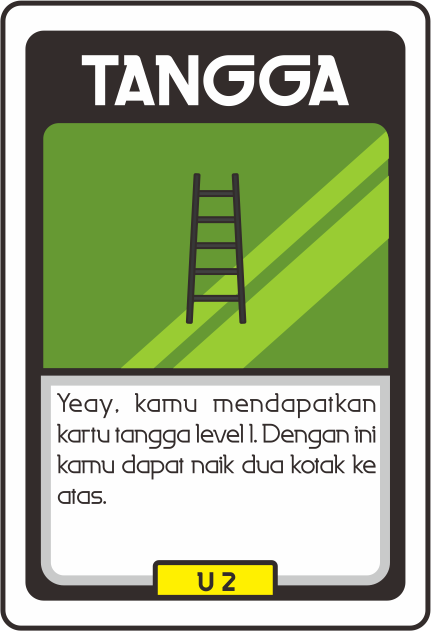 TANGGA
Yeay, kamu mendapatkan
kartu tangga level 1. Dengan ini
kamu dapat naik dua kotak ke
atas.
U 2